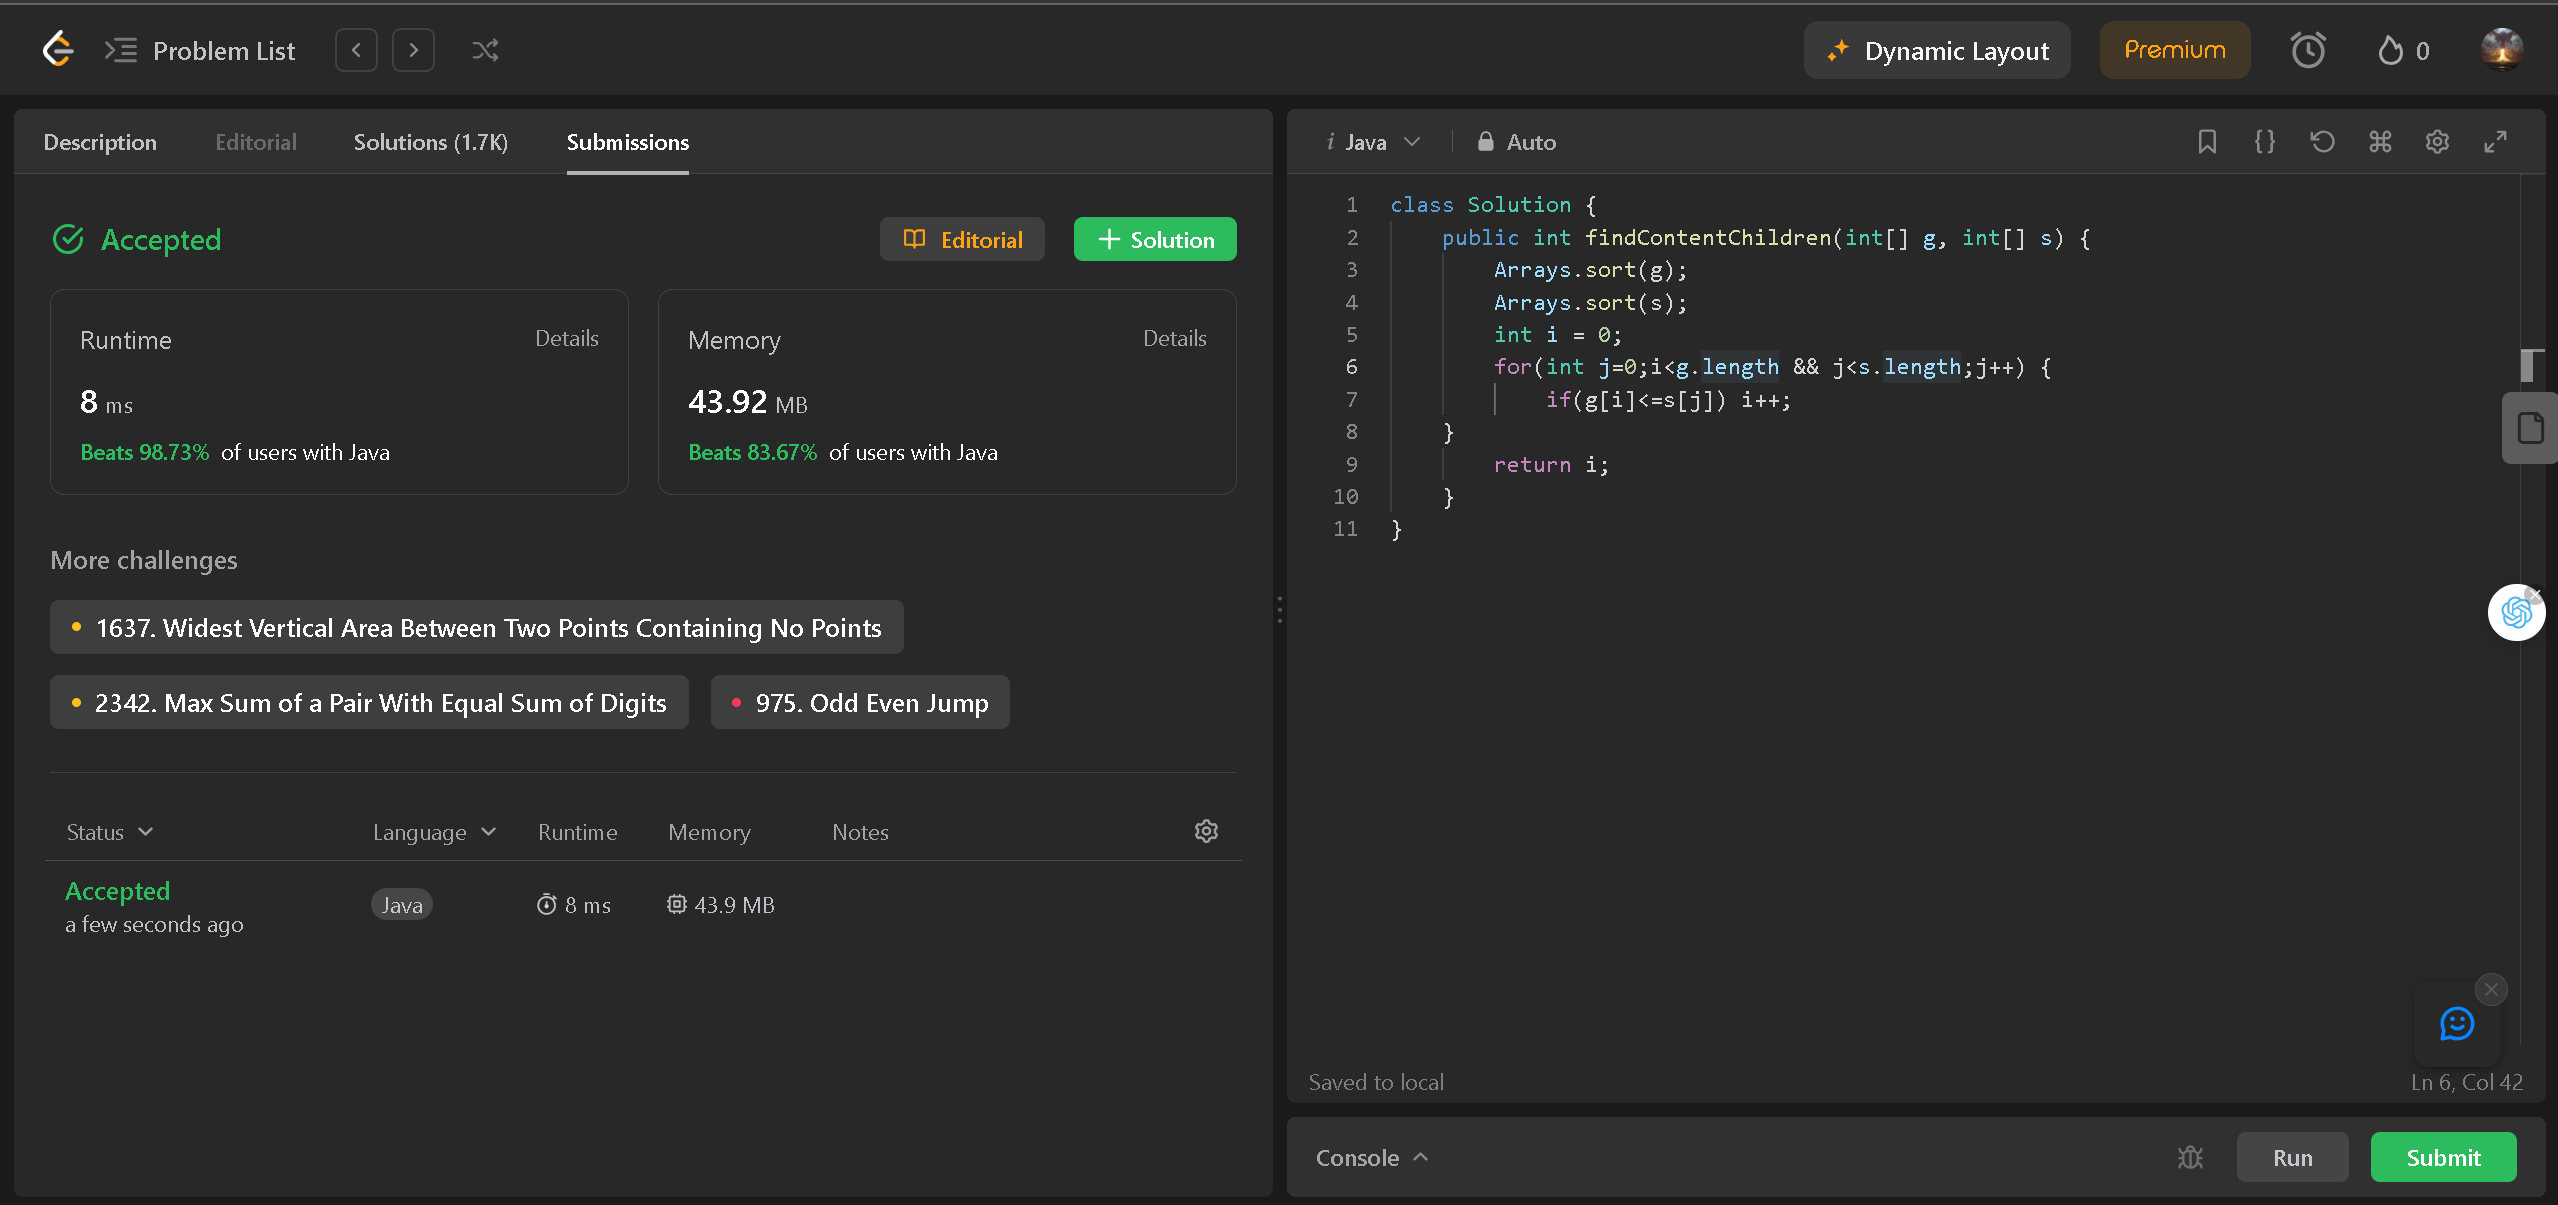 Problem List
Dynamic Layout
Premium
0
Description Editorial Solutions (1.7K) Submissions
Accepted
Editorial
Solution
Runtime Details
8 ms
Beats 98.73% of users with Java
Memory Details
43.92 MB
Beats 83.67% of users with Java
More challenges
1637. Widest Vertical Area Between Two Points Containing No Points
2342. Max Sum of a Pair With Equal Sum of Digits
975. Odd Even Jump
Status Language Runtime Memory Notes
Accepted
a few seconds ago
Java
8 ms
43.9 MB
i Java Auto
1 class Solution {
2 public int findContentChildren(int[] g, int[] s) {
3 Arrays.sort(g);
4 Arrays.sort(s);
5 int i = 0;
6 for(int j=0;i<g.length && j<s.length;j++) {
7 if(g[i]<=s[j]) i++;
8 }
9 return i;
10 }
11 }
Saved to local
Ln 6, Col 42
Console
Run
Submit